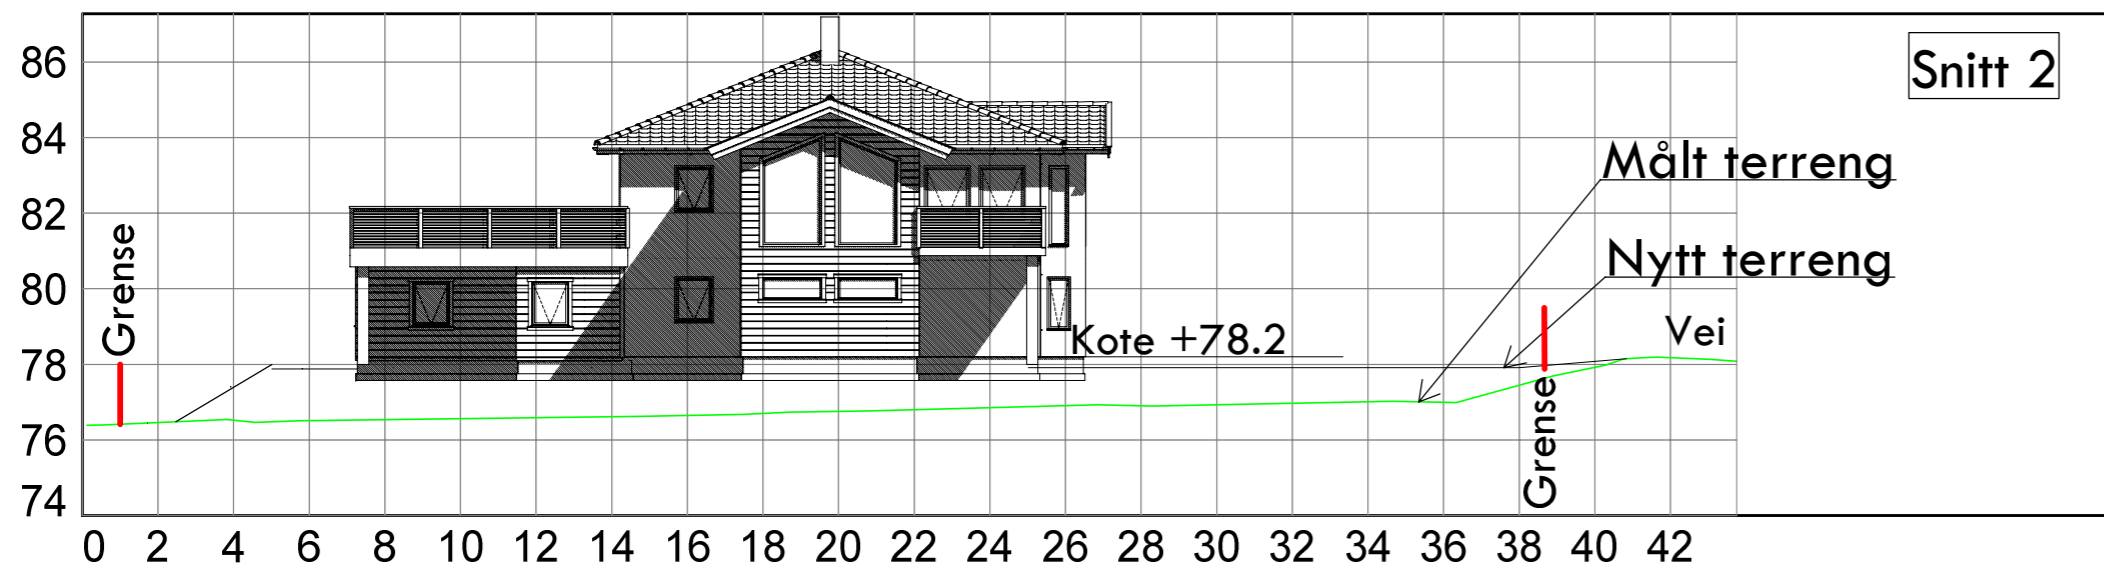 Snitt 2
86
84
82
80
78
76
74
Målt terreng
Nytt terreng
Grense
Kote +78.2
Vei
Grense
0 2 4 6 8 10 12 14 16 18 20 22 24 26 28 30 32 34 36 38 40 42